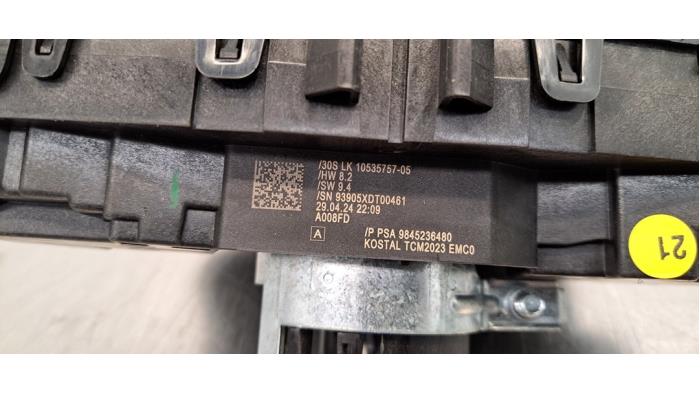 /30S LK 10535757-05
/HW 8.2
/SW 9.4
/SN 93905XDT00461
29.04.24 22:09
A008FD
A
/P PSA 9845236480
KOSTAL TCM2023 EMC0
21